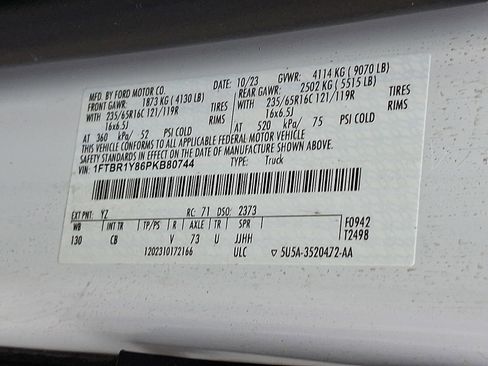 MFD. BY FORD MOTOR CO. DATE: 10/23 GVWR: 4114 KG ( 9070 LB)
FRONT GAWR: 1873 KG ( 4130 LB) REAR GAWR: 2502 KG ( 5515 LB)
WITH 235/65R16C 121/119R TIRES WITH 235/65R16C 121/119R TIRES
16x6.5J RIMS 16x6.5J RIMS
AT 360 kPa/ 52 PSI COLD AT 520 kPa/ 75 PSI COLD
THIS VEHICLE CONFORMS TO ALL APPLICABLE FEDERAL MOTOR VEHICLE
SAFETY STANDARDS IN EFFECT ON THE DATE OF MANUFACTURE SHOWN ABOVE.
VIN: 1FTBR1Y86PKB80744 TYPE: Truck
EXT PNT: YZ RC: 71 DSO: 2373
WB INT TR TP/PS R AXLE TR SPR F0942
130 CB V 73 U JJHH T2498
1202310172166 ULC ▽ 5U5A-3520472-AA